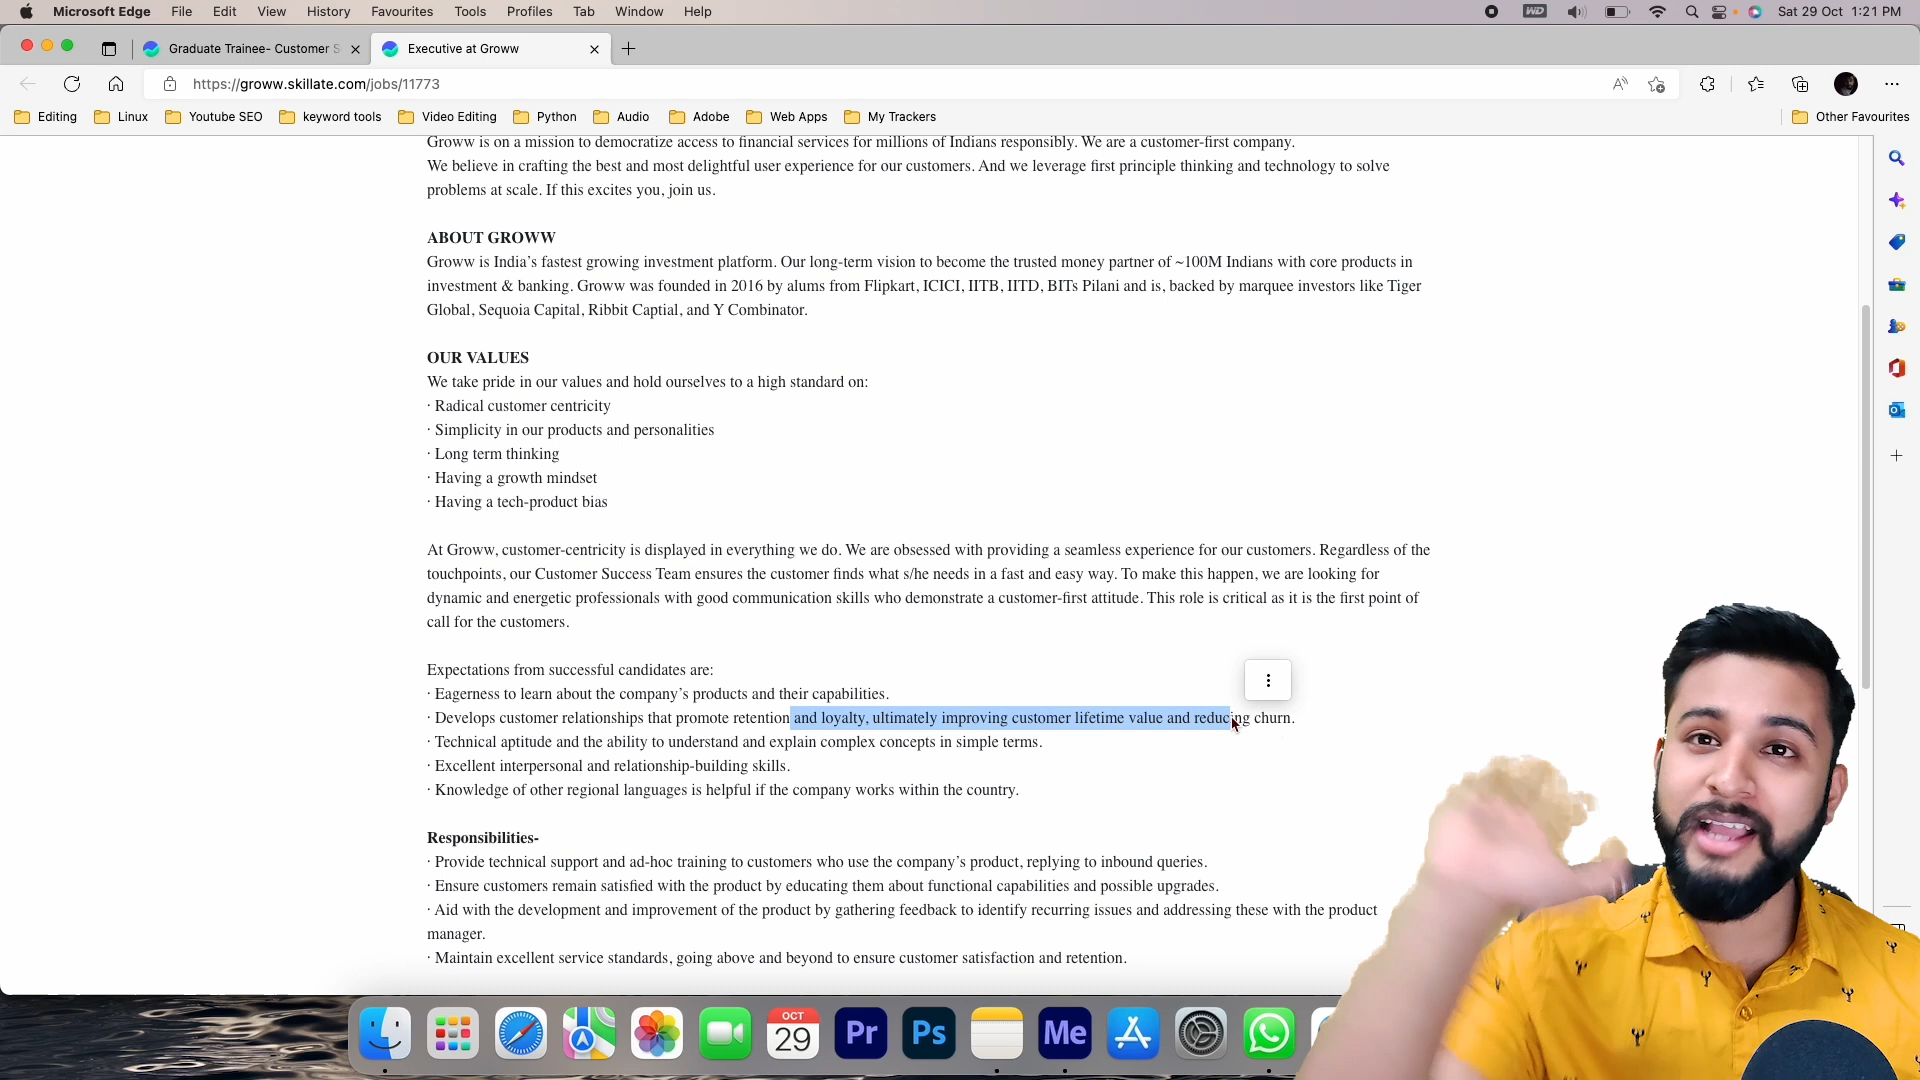 Microsoft Edge File Edit View History Favourites Tools Profiles Tab Window Help WD Sat 29 Oct 1:21 PM
Graduate Trainee- Customer S Executive at Groww
https://groww.skillate.com/jobs/11773
Editing Linux Youtube SEO keyword tools Video Editing Python Audio Adobe Web Apps My Trackers Other Favourites
Groww is on a mission to democratize access to financial services for millions of Indians responsibly. We are a customer-first company.
We believe in crafting the best and most delightful user experience for our customers. And we leverage first principle thinking and technology to solve
problems at scale. If this excites you, join us.
ABOUT GROWW
Groww is India’s fastest growing investment platform. Our long-term vision to become the trusted money partner of ~100M Indians with core products in
investment & banking. Groww was founded in 2016 by alums from Flipkart, ICICI, IITB, IITD, BITs Pilani and is, backed by marquee investors like Tiger
Global, Sequoia Capital, Ribbit Captial, and Y Combinator.
OUR VALUES
We take pride in our values and hold ourselves to a high standard on:
· Radical customer centricity
· Simplicity in our products and personalities
· Long term thinking
· Having a growth mindset
· Having a tech-product bias
At Groww, customer-centricity is displayed in everything we do. We are obsessed with providing a seamless experience for our customers. Regardless of the
touchpoints, our Customer Success Team ensures the customer finds what s/he needs in a fast and easy way. To make this happen, we are looking for
dynamic and energetic professionals with good communication skills who demonstrate a customer-first attitude. This role is critical as it is the first point of
call for the customers.
Expectations from successful candidates are:
· Eagerness to learn about the company’s products and their capabilities.
· Develops customer relationships that promote retention and loyalty, ultimately improving customer lifetime value and reducing churn.
· Technical aptitude and the ability to understand and explain complex concepts in simple terms.
· Excellent interpersonal and relationship-building skills.
· Knowledge of other regional languages is helpful if the company works within the country.
Responsibilities-
· Provide technical support and ad-hoc training to customers who use the company’s product, replying to inbound queries.
· Ensure customers remain satisfied with the product by educating them about functional capabilities and possible upgrades.
· Aid with the development and improvement of the product by gathering feedback to identify recurring issues and addressing these with the product
manager.
· Maintain excellent service standards, going above and beyond to ensure customer satisfaction and retention.
OCT
29
Pr
Ps
Me